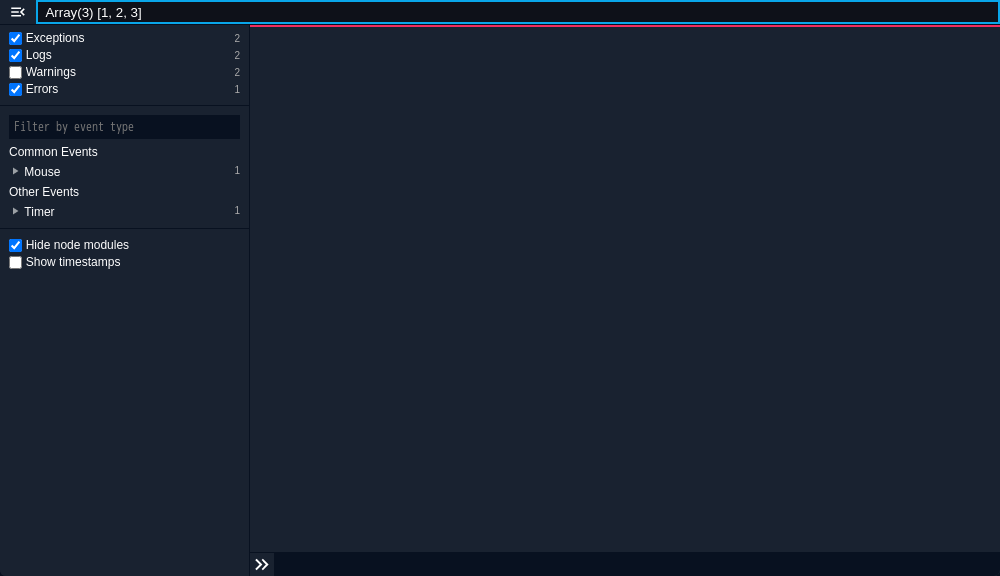 Array(3) [1, 2, 3]
Exceptions 2
Logs 2
Warnings 2
Errors 1
Filter by event type
Common Events
Mouse 1
Other Events
Timer 1
Hide node modules
Show timestamps